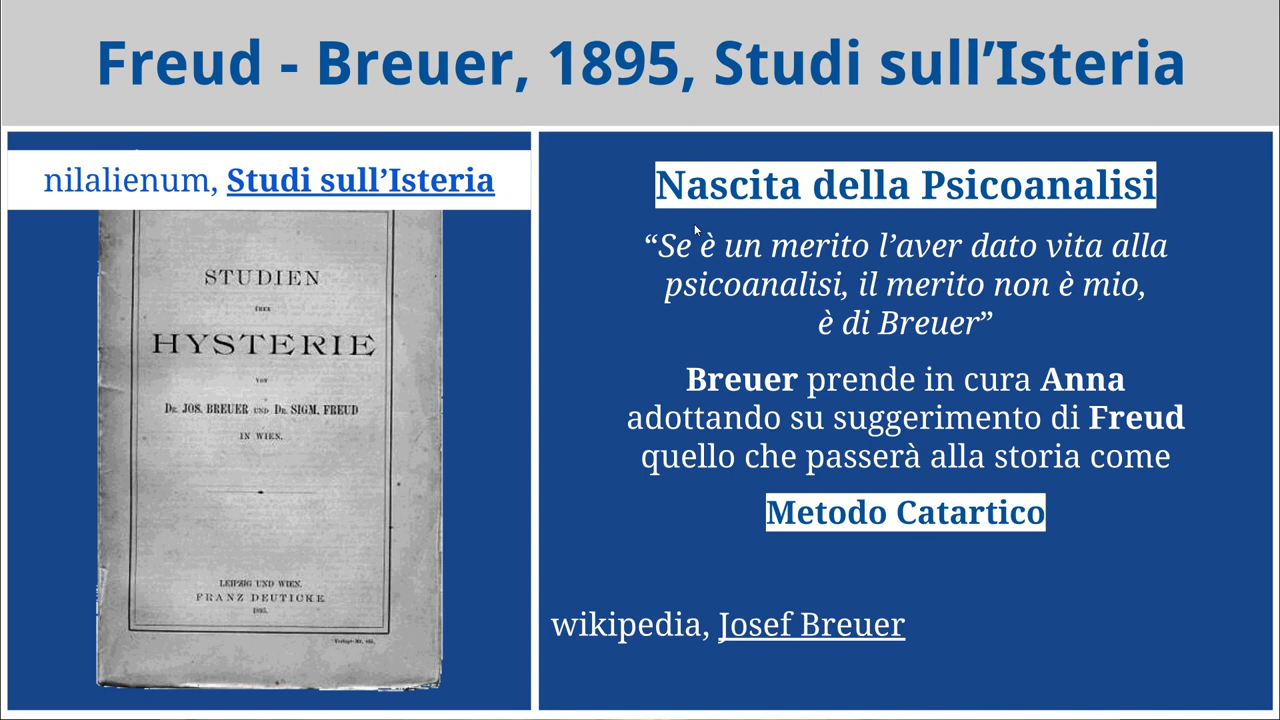 Freud - Breuer, 1895, Studi sull’Isteria
nilalienum, Studi sull’Isteria
STUDIEN
ÜBER
HYSTERIE
VON
DR. JOS. BREUER UND DR. SIGM. FREUD
IN WIEN.
LEIPZIG UND WIEN.
FRANZ DEUTICKE
1895.
Nascita della Psicoanalisi
“Se è un merito l’aver dato vita alla
psicoanalisi, il merito non è mio,
è di Breuer”
Breuer prende in cura Anna
adottando su suggerimento di Freud
quello che passerà alla storia come
Metodo Catartico
wikipedia, Josef Breuer